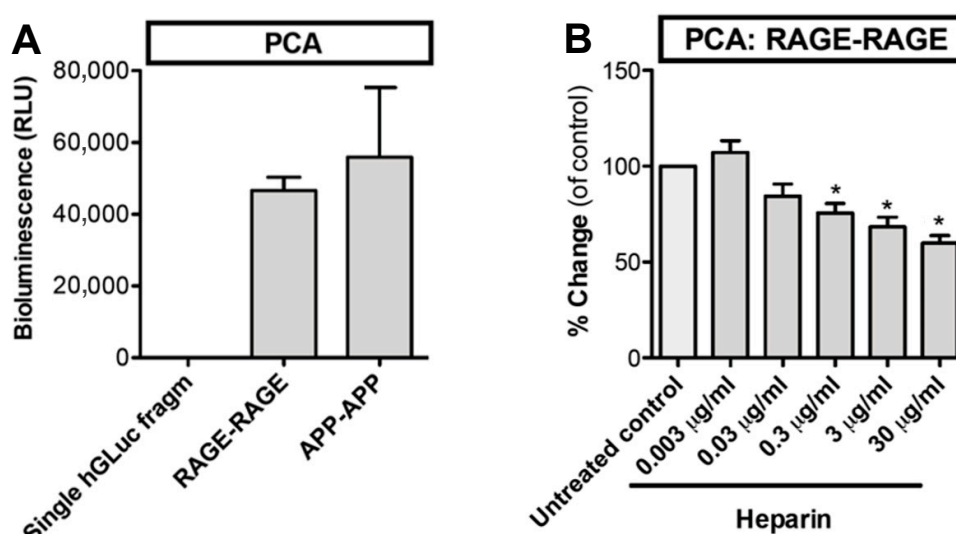 A
PCA
Bioluminescence (RLU)
80,000
60,000
40,000
20,000
0
Single hGLuc fragm
RAGE-RAGE
APP-APP
B
PCA: RAGE-RAGE
% Change (of control)
150
100
50
0
*
*
*
Untreated control
0.003 μg/ml
0.03 μg/ml
0.3 μg/ml
3 μg/ml
30 μg/ml
Heparin